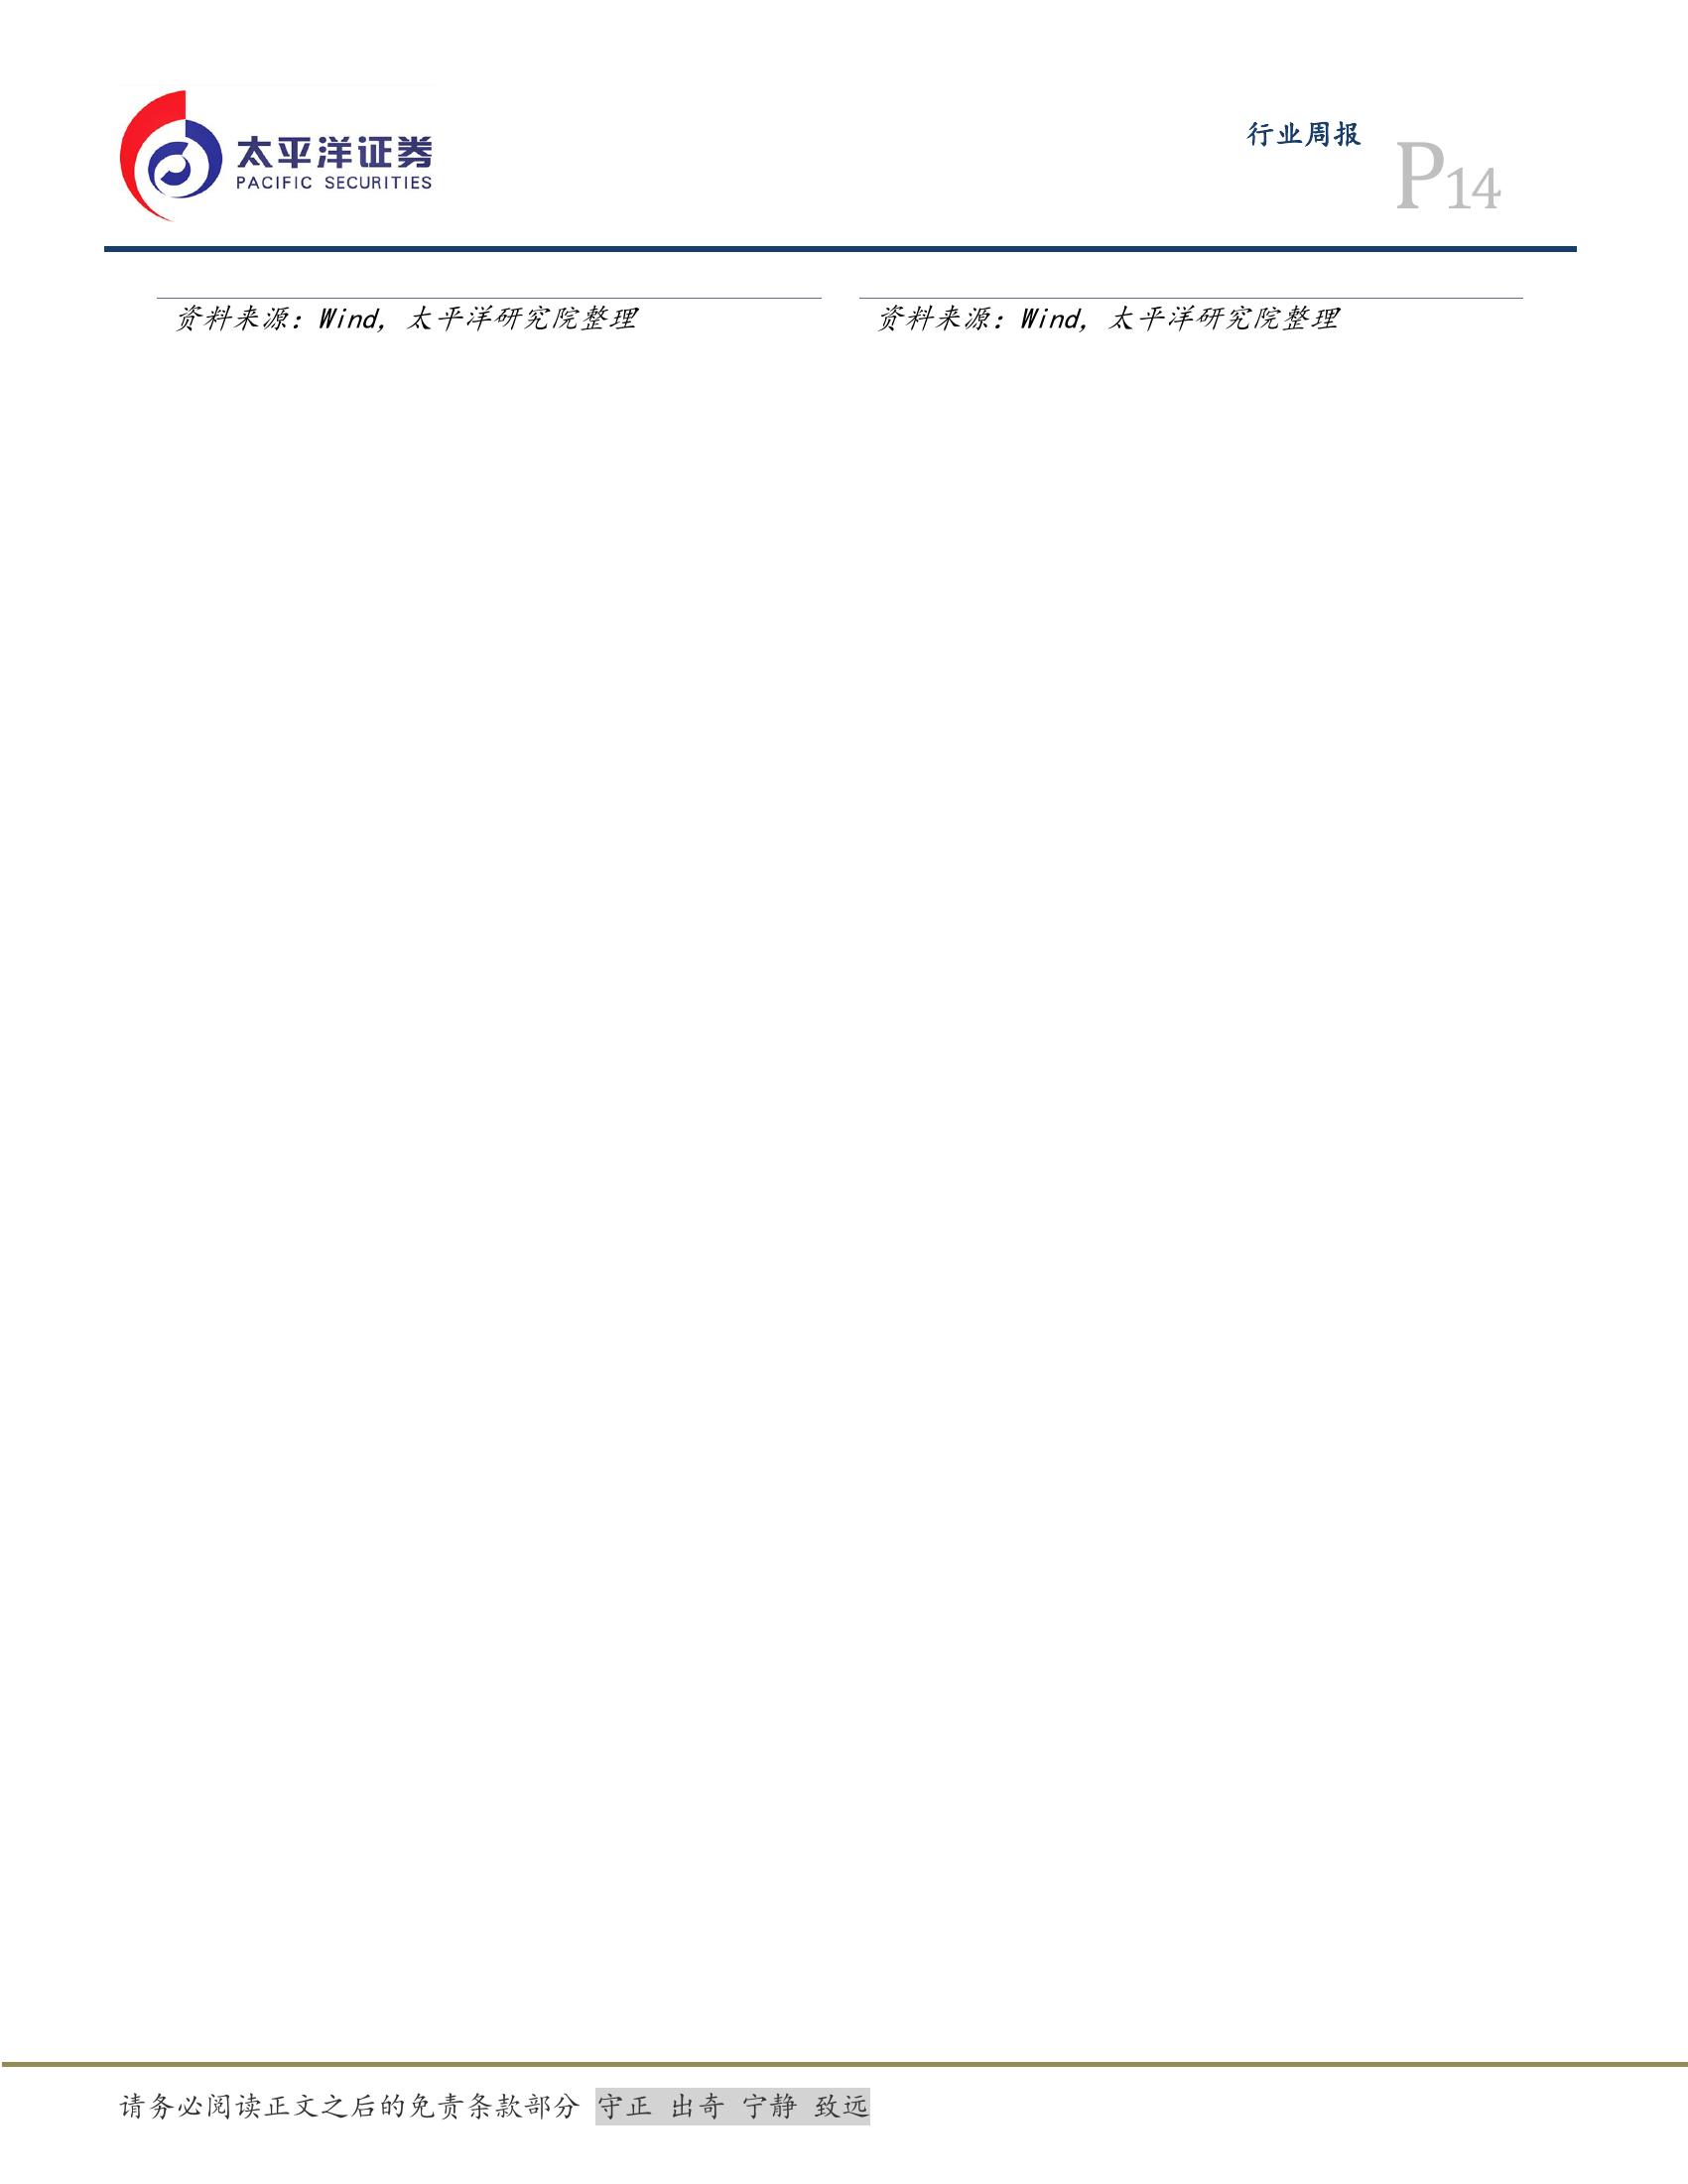 太平洋证券
PACIFIC SECURITIES
行业周报
P14
资料来源：Wind，太平洋研究院整理
资料来源：Wind，太平洋研究院整理
请务必阅读正文之后的免责条款部分 守正 出奇 宁静 致远